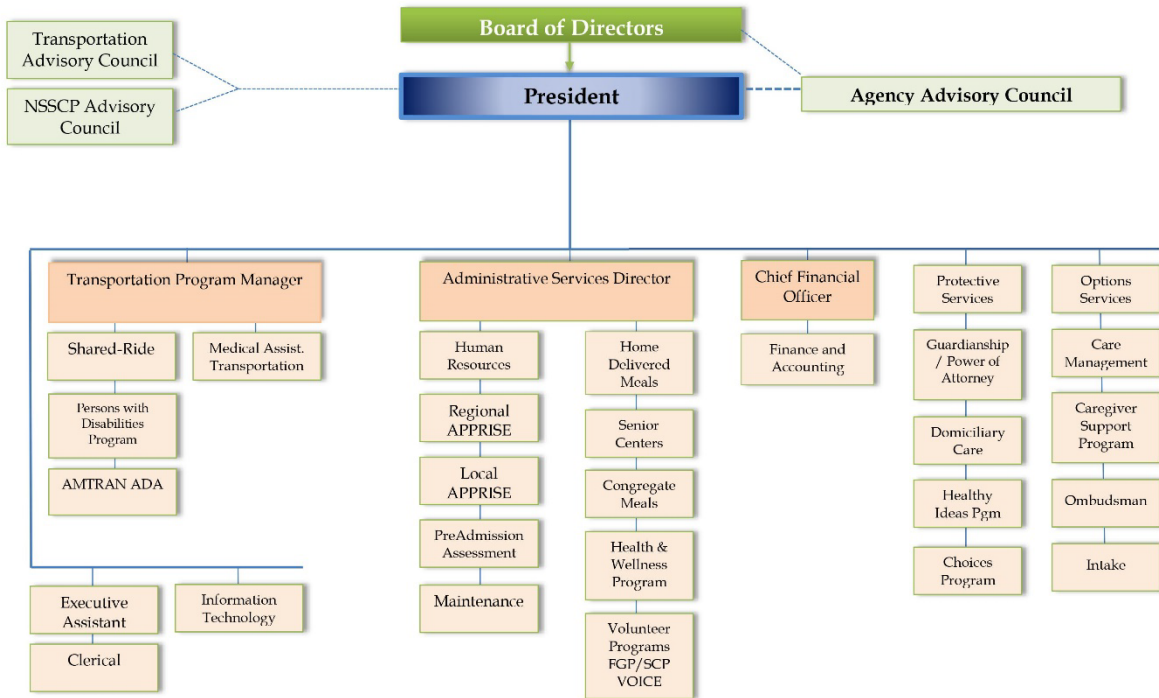 Board of Directors
Transportation
Advisory Council
President
NSSCP Advisory
Council
Agency Advisory Council
Transportation Program Manager
Shared-Ride
Persons with
Disabilities
Program
AMTRAN ADA
Medical Assist.
Transportation
Executive
Assistant
Clerical
Information
Technology
Administrative Services Director
Human
Resources
Regional
APPRISE
Local
APPRISE
PreAdmission
Assessment
Maintenance
Home
Delivered
Meals
Senior
Centers
Congregate
Meals
Health &
Wellness
Program
Volunteer
Programs
FGP/SCP
VOICE
Chief Financial
Officer
Finance and
Accounting
Protective
Services
Guardianship
/ Power of
Attorney
Domiciliary
Care
Healthy
Ideas Pgm
Choices
Program
Options
Services
Care
Management
Caregiver
Support
Program
Ombudsman
Intake